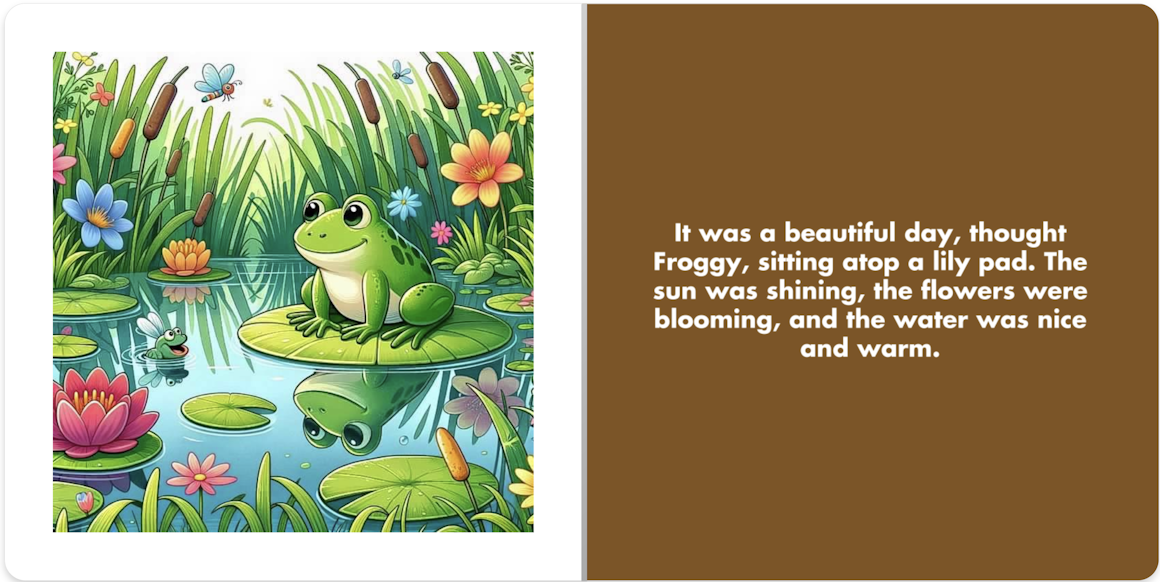 It was a beautiful day, thought
Froggy, sitting atop a lily pad. The
sun was shining, the flowers were
blooming, and the water was nice
and warm.